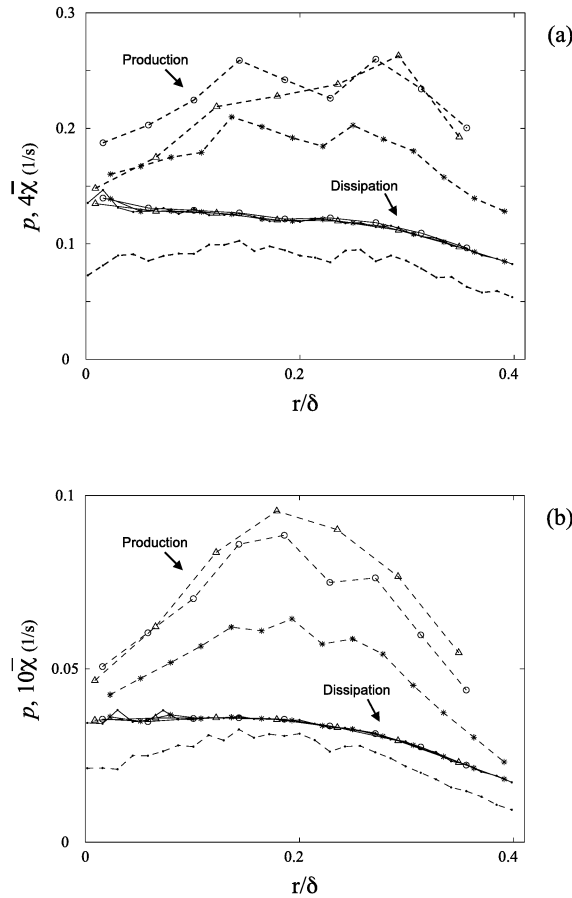 0.3
(a)
Production
0.2
p, 4χ̅ (1/s)
Dissipation
0.1
0
0
0.2
0.4
r/δ
0.1
(b)
Production
p, 10χ̅ (1/s)
0.05
Dissipation
0
0
0.2
0.4
r/δ